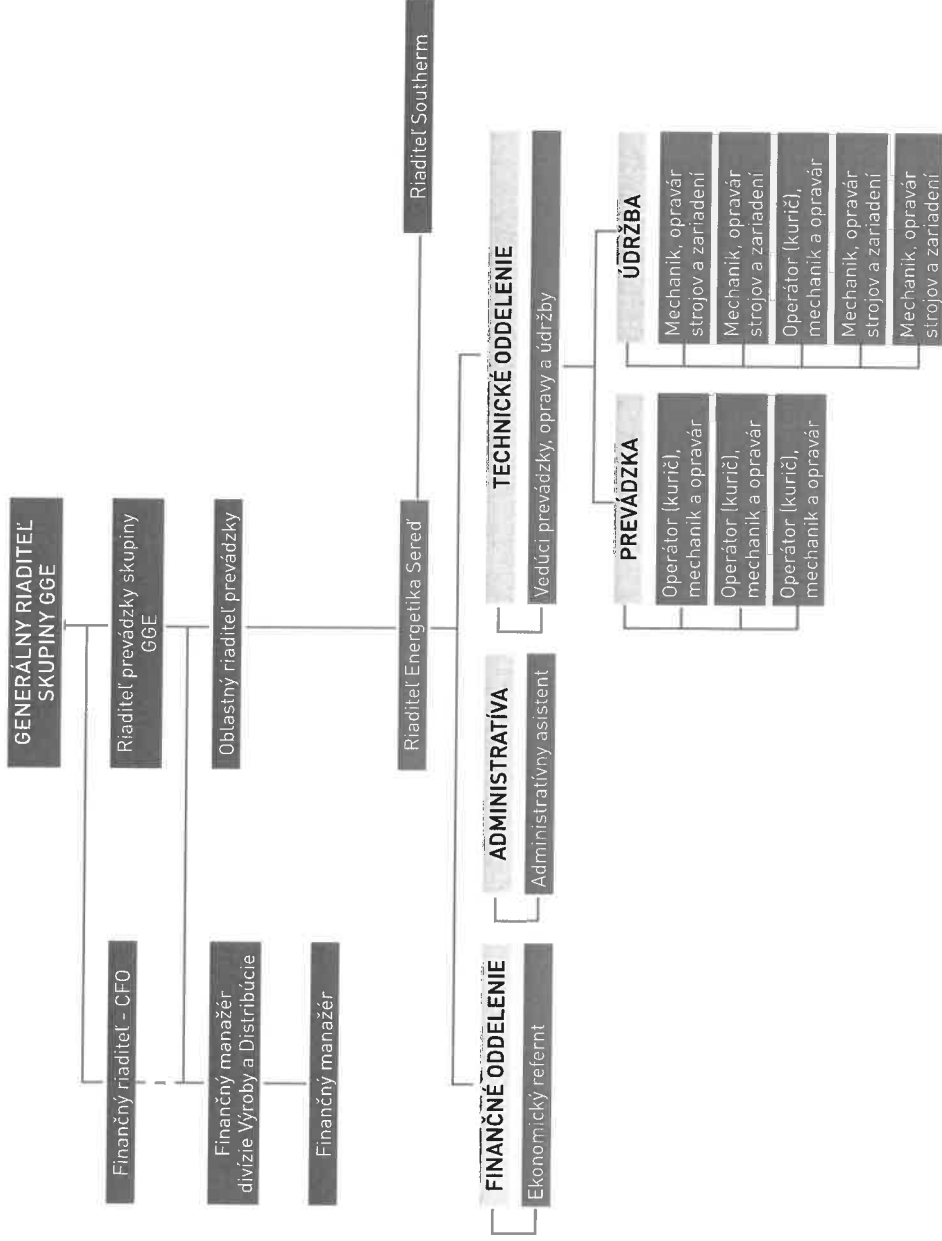 GENERÁLNY RIADITEĽ
SKUPINY GGE
Finančný riaditeľ - CFO
Riaditeľ prevádzky skupiny
GGE
Finančný manažér
divízie Výroby a Distribúcie
Oblastný riaditeľ prevádzky
Finančný manažér
Riaditeľ Energetika Sereď
Riaditeľ Southerm
FINANČNÉ ODDELENIE
Ekonomický refernt
ADMINISTRATÍVA
Administratívny asistent
TECHNICKÉ ODDELENIE
Vedúci prevádzky, opravy a údržby
PREVÁDZKA
Operátor (kurič),
mechanik a opravár
Operátor (kurič),
mechanik a opravár
Operátor (kurič),
mechanik a opravár
ÚDRŽBA
Mechanik, opravár
strojov a zariadení
Mechanik, opravár
strojov a zariadení
Operátor (kurič),
mechanik a opravár
Mechanik, opravár
strojov a zariadení
Mechanik, opravár
strojov a zariadení